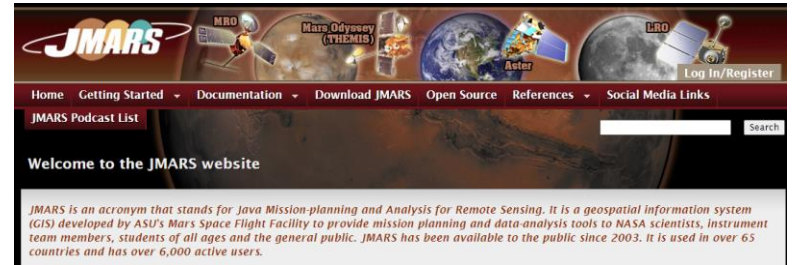 JMARS
MRO
Mars Odyssey
(THEMIS)
Aster
LRO
Log In/Register
Home Getting Started Documentation Download JMARS Open Source References Social Media Links
JMARS Podcast List
Search
Welcome to the JMARS website
JMARS is an acronym that stands for Java Mission-planning and Analysis for Remote Sensing. It is a geospatial information system
(GIS) developed by ASU's Mars Space Flight Facility to provide mission planning and data-analysis tools to NASA scientists, instrument
team members, students of all ages and the general public. JMARS has been available to the public since 2003. It is used in over 65
countries and has over 6,000 active users.